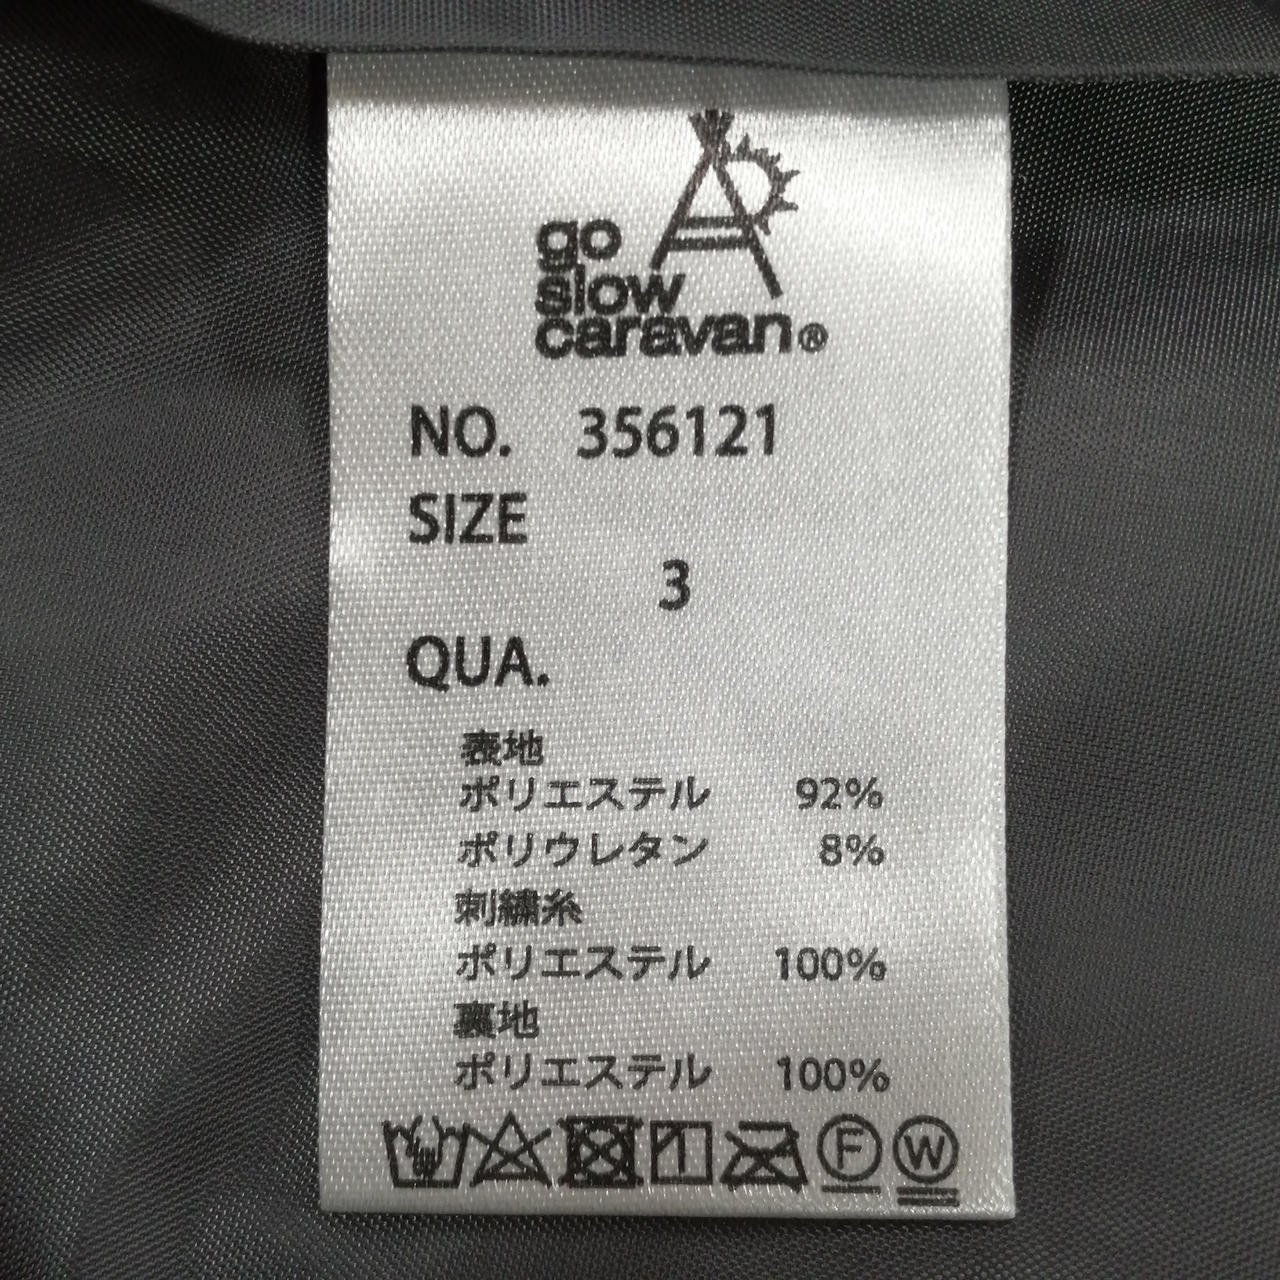 go
slow
caravan®
NO. 356121
SIZE
3
QUA.
表地
ポリエステル 92%
ポリウレタン 8%
刺繍糸
ポリエステル 100%
裏地
ポリエステル 100%
F W